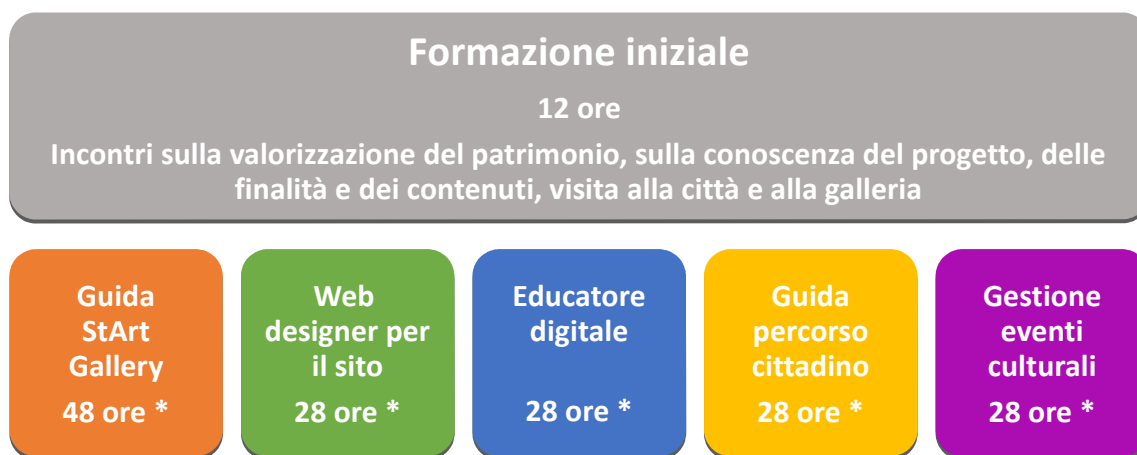 Formazione iniziale
12 ore
Incontri sulla valorizzazione del patrimonio, sulla conoscenza del progetto, delle
finalità e dei contenuti, visita alla città e alla galleria
Guida
StArt
Gallery
48 ore *
Web
designer per
il sito
28 ore *
Educatore
digitale
28 ore *
Guida
percorso
cittadino
28 ore *
Gestione
eventi
culturali
28 ore *